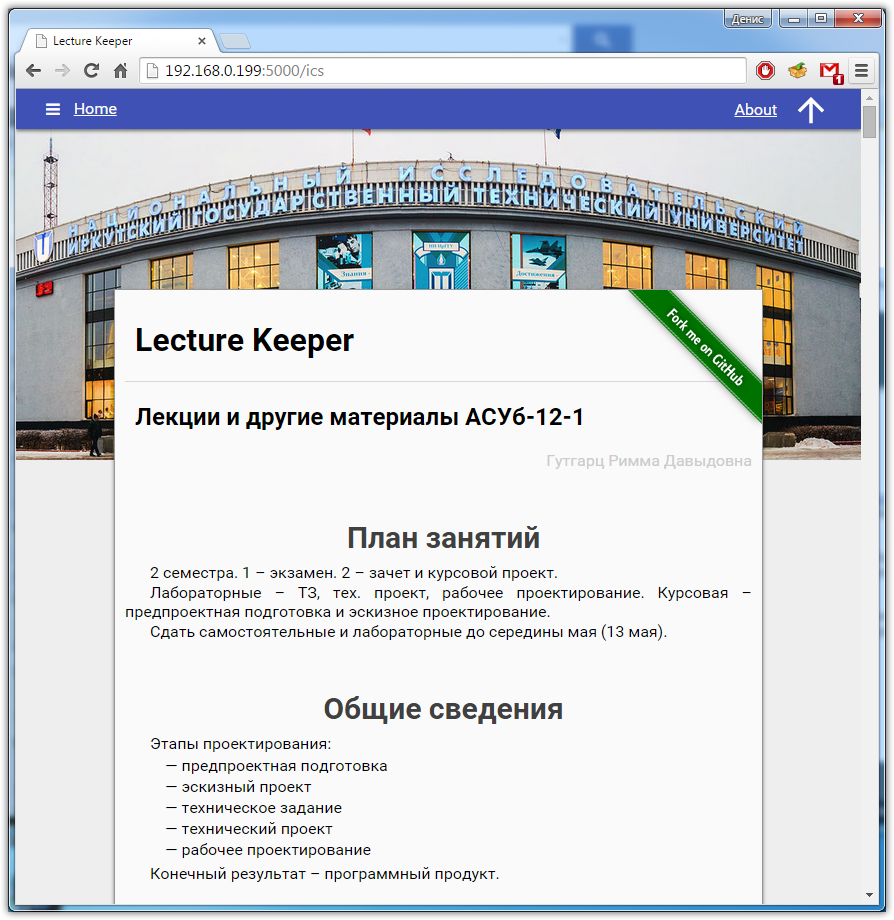 Денис
Lecture Keeper
192.168.0.199:5000/ics
1
Home
About
НАЦИОНАЛЬНЫЙ ИССЛЕДОВАТЕЛЬСКИЙ
ИРКУТСКИЙ ГОСУДАРСТВЕННЫЙ ТЕХНИЧЕСКИЙ УНИВЕРСИТЕТ
Знания
Достижения
Lecture Keeper
Fork me on GitHub
Лекции и другие материалы АСУб-12-1
Гутгарц Римма Давыдовна
План занятий
2 семестра. 1 – экзамен. 2 – зачет и курсовой проект.
Лабораторные – ТЗ, тех. проект, рабочее проектирование. Курсовая –
предпроектная подготовка и эскизное проектирование.
Сдать самостоятельные и лабораторные до середины мая (13 мая).
Общие сведения
Этапы проектирования:
— предпроектная подготовка
— эскизный проект
— техническое задание
— технический проект
— рабочее проектирование
Конечный результат – программный продукт.